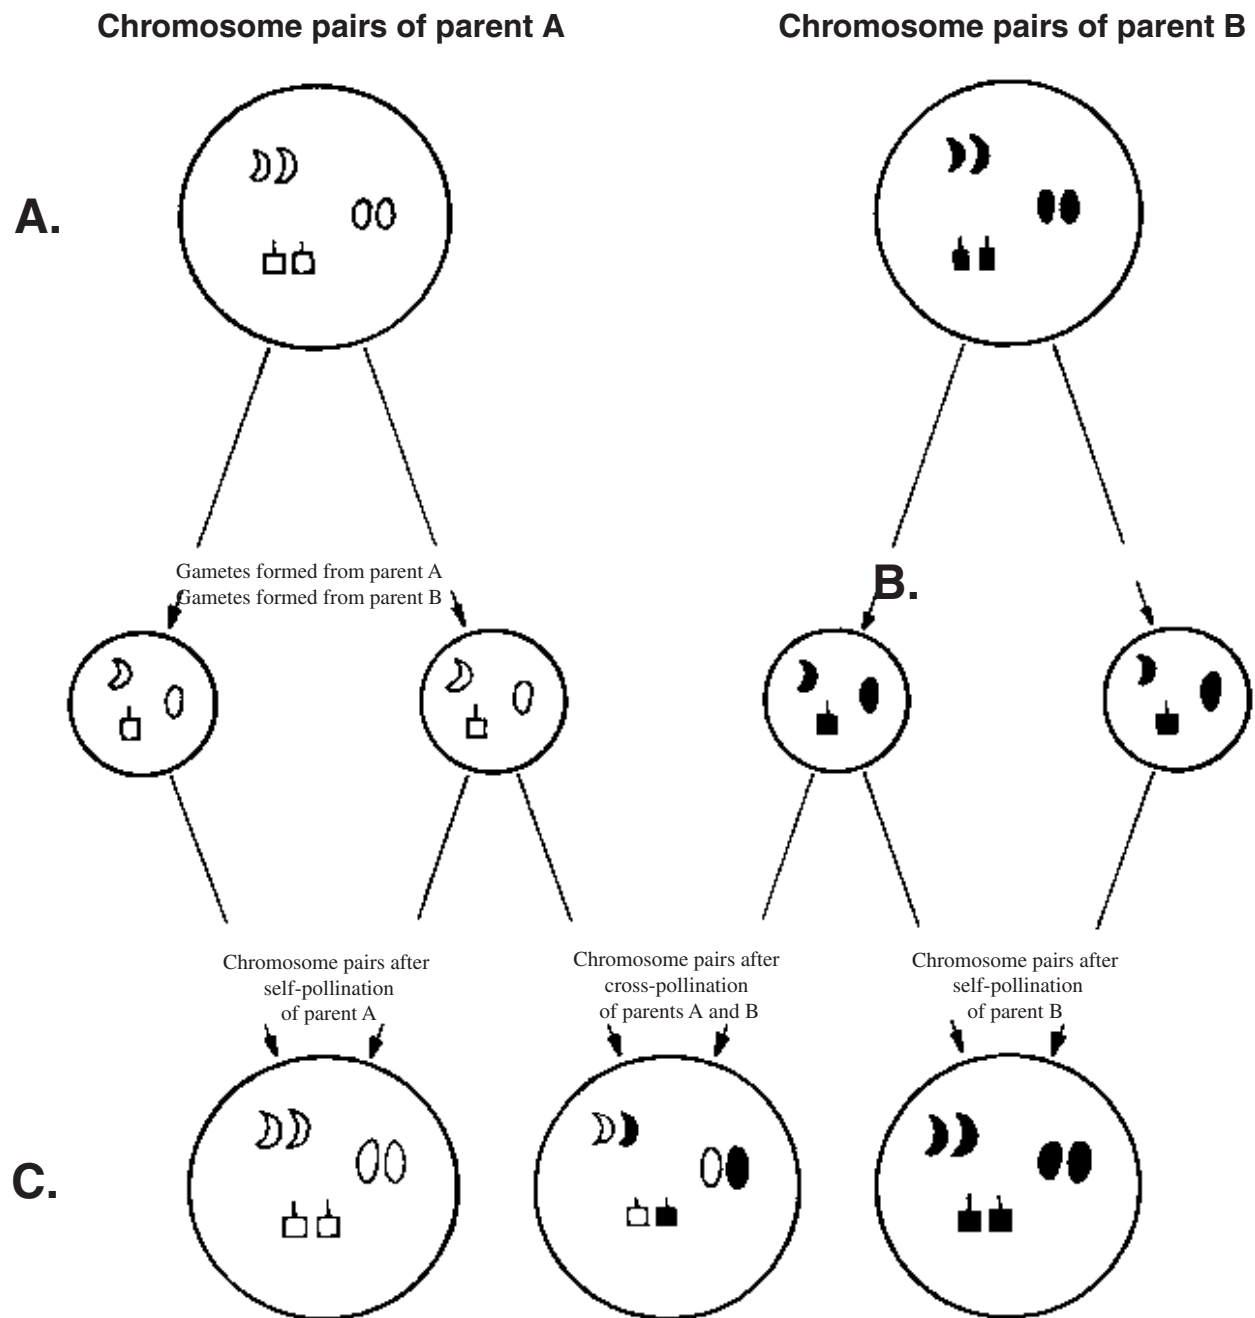 Chromosome pairs of parent A
Chromosome pairs of parent B
A.
Gametes formed from parent A
Gametes formed from parent B
B.
Chromosome pairs after
self-pollination
of parent A
Chromosome pairs after
cross-pollination
of parents A and B
Chromosome pairs after
self-pollination
of parent B
C.